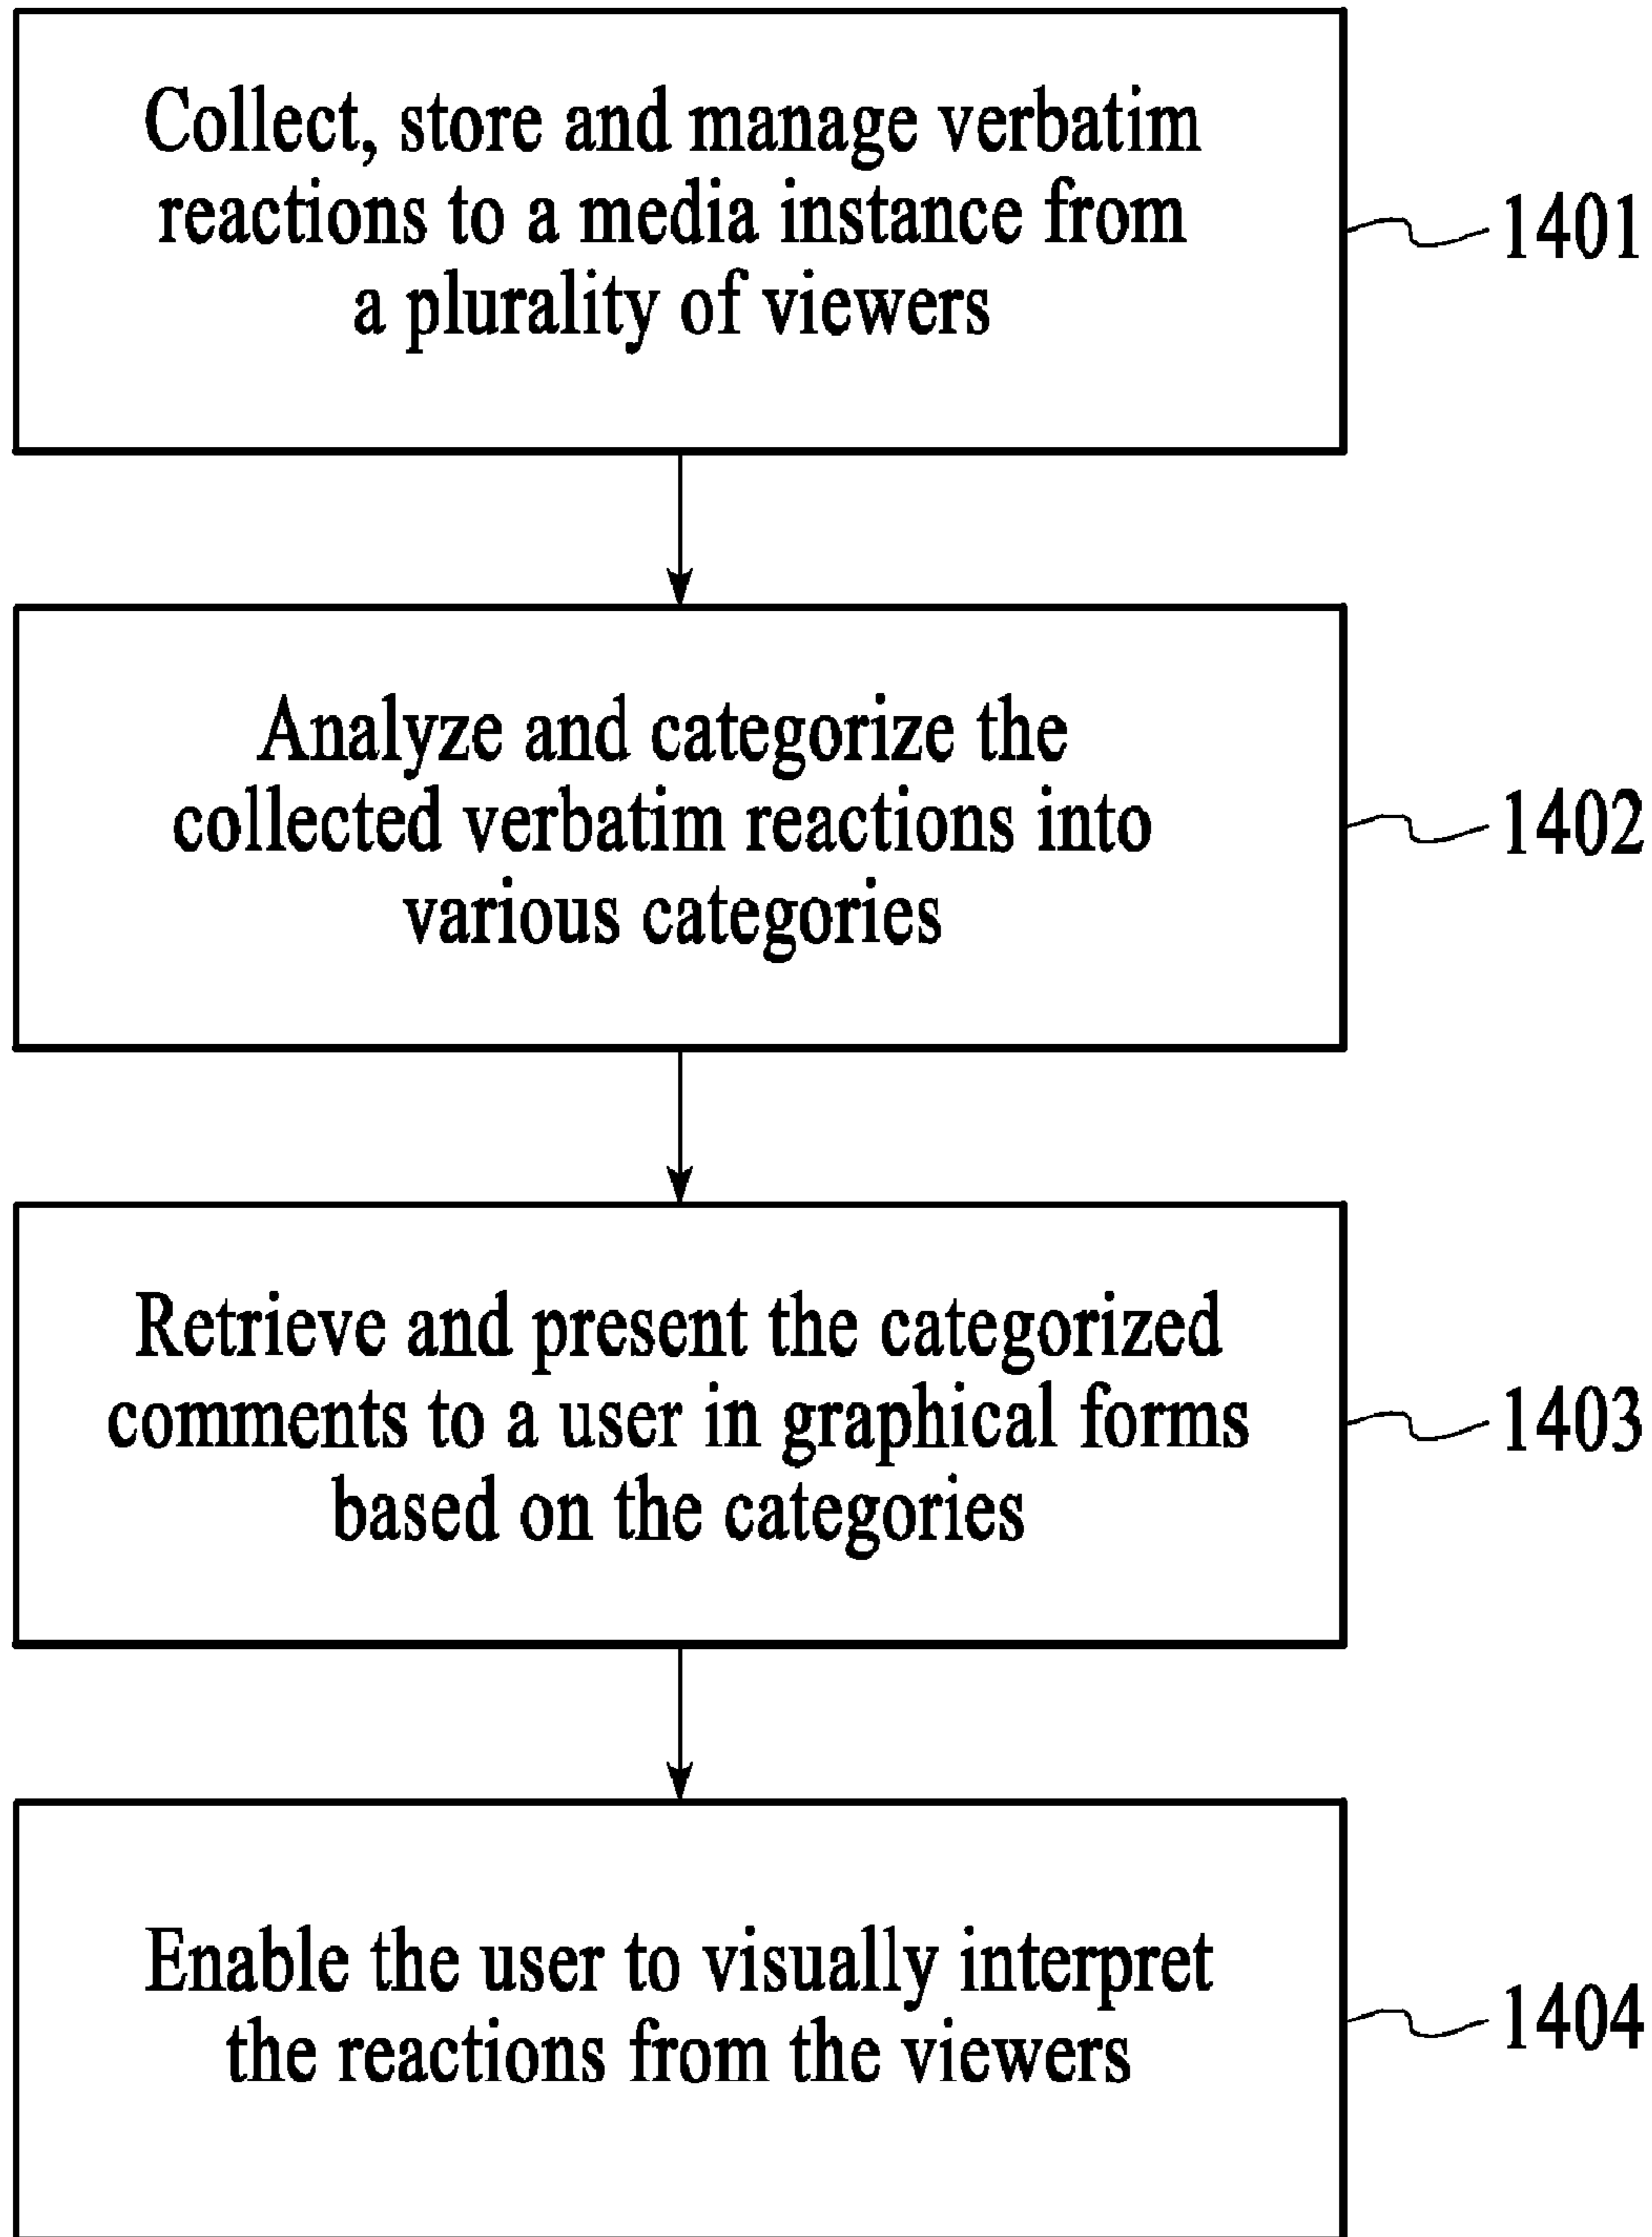 Collect, store and manage verbatim
reactions to a media instance from
a plurality of viewers
1401
Analyze and categorize the
collected verbatim reactions into
various categories
1402
Retrieve and present the categorized
comments to a user in graphical forms
based on the categories
1403
Enable the user to visually interpret
the reactions from the viewers
1404